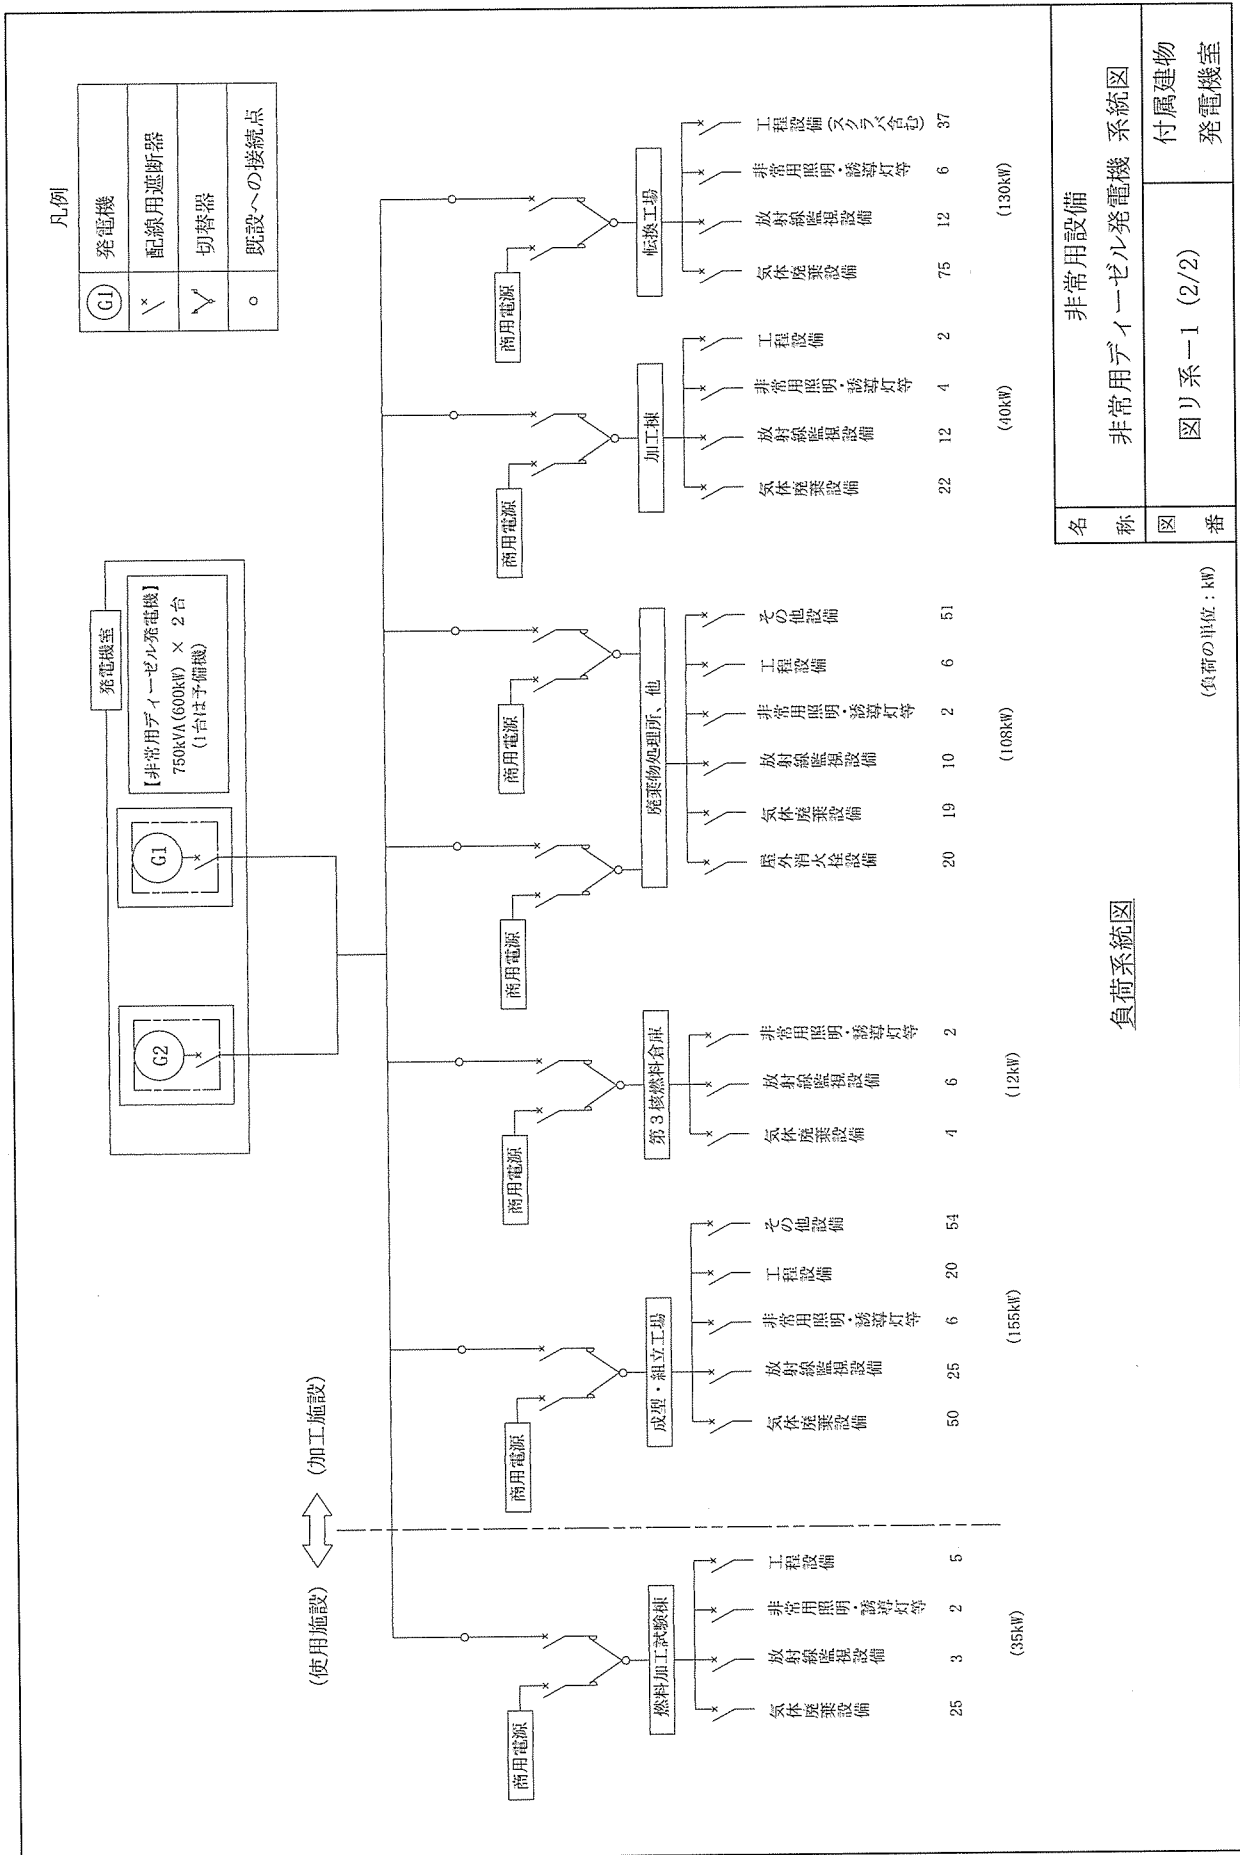 凡例
G1 発電機
配線用遮断器
切替器
既設への接続点
発電機室
【非常用ディーゼル発電機】
750kVA(600kW) × 2台
(1台は予備機)
G2
G1
(使用施設)
(加工施設)
商用電源
燃料加工試験棟
気体廃棄設備 25
放射線監視設備 3
非常用照明・誘導灯等 2
工程設備 5
(35kW)
商用電源
成型・組立工場
気体廃棄設備 50
放射線監視設備 25
非常用照明・誘導灯等 6
工程設備 20
その他設備 54
(155kW)
商用電源
第3核燃料倉庫
気体廃棄設備 4
放射線監視設備 6
非常用照明・誘導灯等 2
(12kW)
商用電源
商用電源
廃棄物処理所、他
屋外消火栓設備 20
気体廃棄設備 19
放射線監視設備 10
非常用照明・誘導灯等 2
工程設備 6
その他設備 51
(108kW)
商用電源
加工棟
気体廃棄設備 22
放射線監視設備 12
非常用照明・誘導灯等 4
工程設備 2
(40kW)
商用電源
転換工場
気体廃棄設備 75
放射線監視設備 12
非常用照明・誘導灯等 6
工程設備(スクラバ含む) 37
(130kW)
負荷系統図
(負荷の単位：kW)
名称
非常用設備
非常用ディーゼル発電機 系統図
図番
図リ系－1 (2/2)
付属建物
発電機室